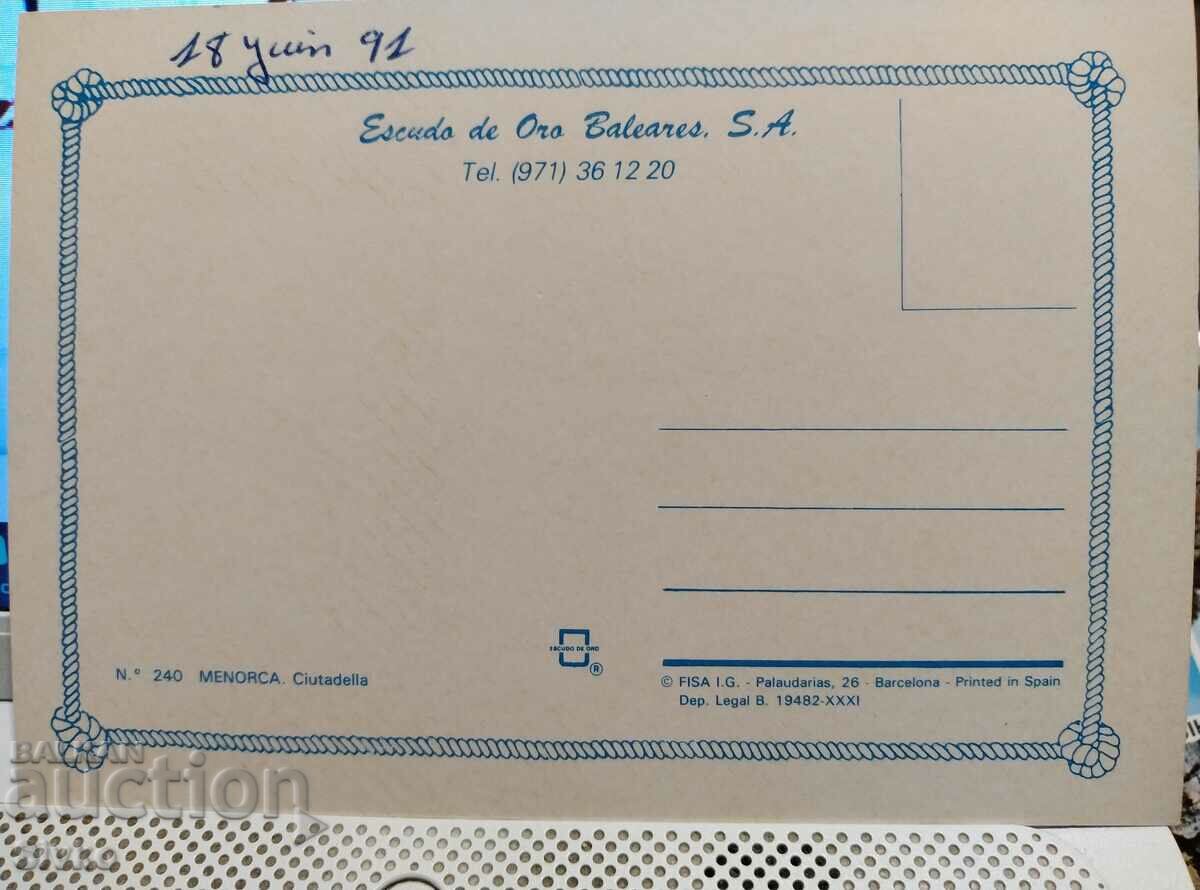 18 juin 91
Escudo de Oro Baleares, S.A.
Tel. (971) 36 12 20
ESCUDO DE ORO
®
N.º 240 MENORCA. Ciutadella
© FISA I.G. - Palaudarias, 26 - Barcelona - Printed in Spain
Dep. Legal B. 19482-XXXI
BALKAN
auction